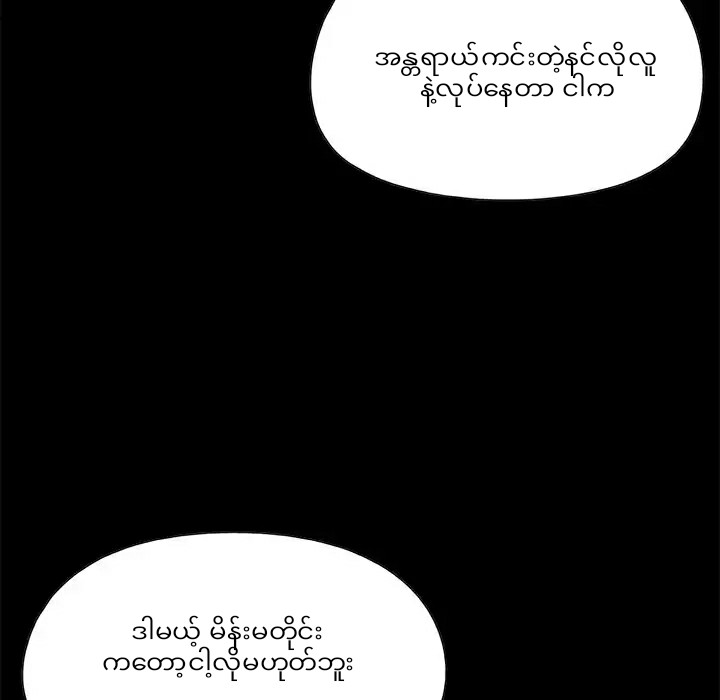 အန္တရာယ်ကင်းတဲ့နင်လိုလူ
နဲ့လုပ်နေတာ ငါက
ဒါမယ့် မိန်းမတိုင်း
ကတော့ငါ့လိုမဟုတ်ဘူး